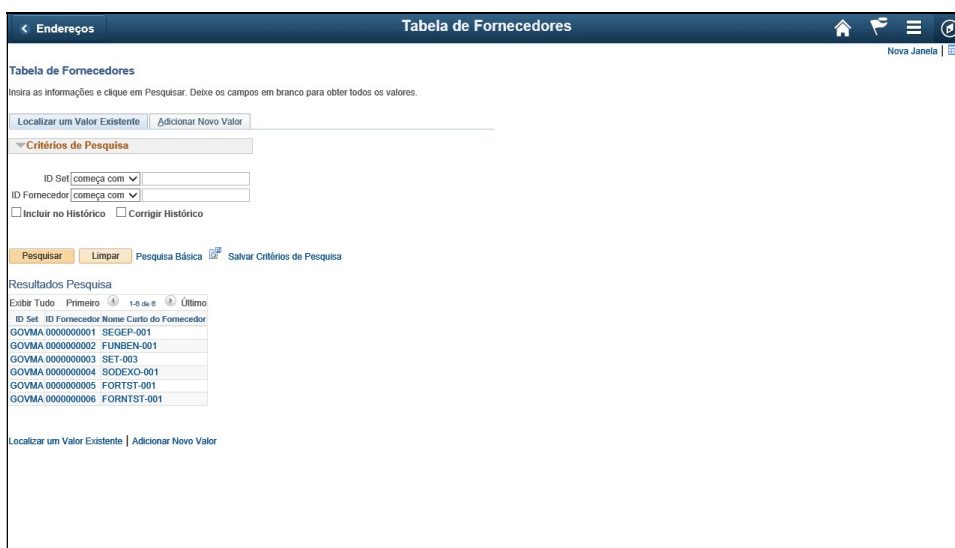 Endereços
Tabela de Fornecedores
Nova Janela |
Tabela de Fornecedores
Insira as informações e clique em Pesquisar. Deixe os campos em branco para obter todos os valores.
Localizar um Valor Existente Adicionar Novo Valor
Critérios de Pesquisa
ID Set começa com
ID Fornecedor começa com
Incluir no Histórico Corrigir Histórico
Pesquisar Limpar Pesquisa Básica Salvar Critérios de Pesquisa
Resultados Pesquisa
Exibir Tudo Primeiro 1-6 de 6 Último
ID Set ID Fornecedor Nome Curto do Fornecedor
GOVMA 0000000001 SEGEP-001
GOVMA 0000000002 FUNBEN-001
GOVMA 0000000003 SET-003
GOVMA 0000000004 SODEXO-001
GOVMA 0000000005 FORTST-001
GOVMA 0000000006 FORNTST-001
Localizar um Valor Existente | Adicionar Novo Valor